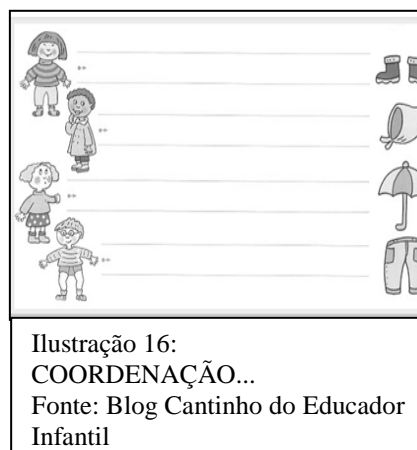 Ilustração 16:
COORDENAÇÃO...
Fonte: Blog Cantinho do Educador
Infantil